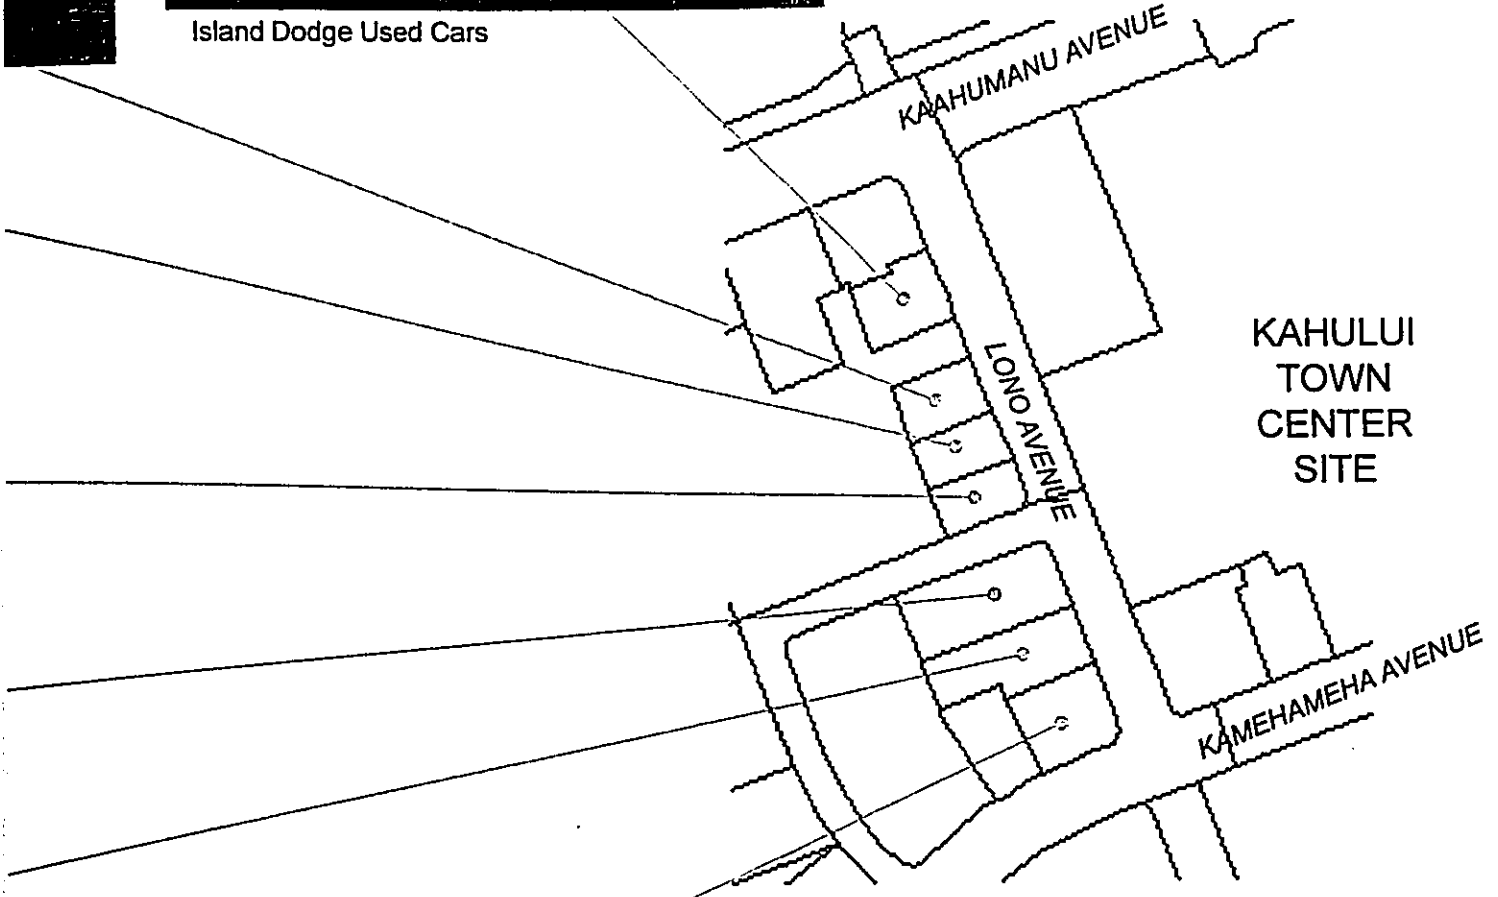 Island Dodge Used Cars
KAAHUMANU AVENUE
LONO AVENUE
KAHULUI
TOWN
CENTER
SITE
KAMEHAMEHA AVENUE